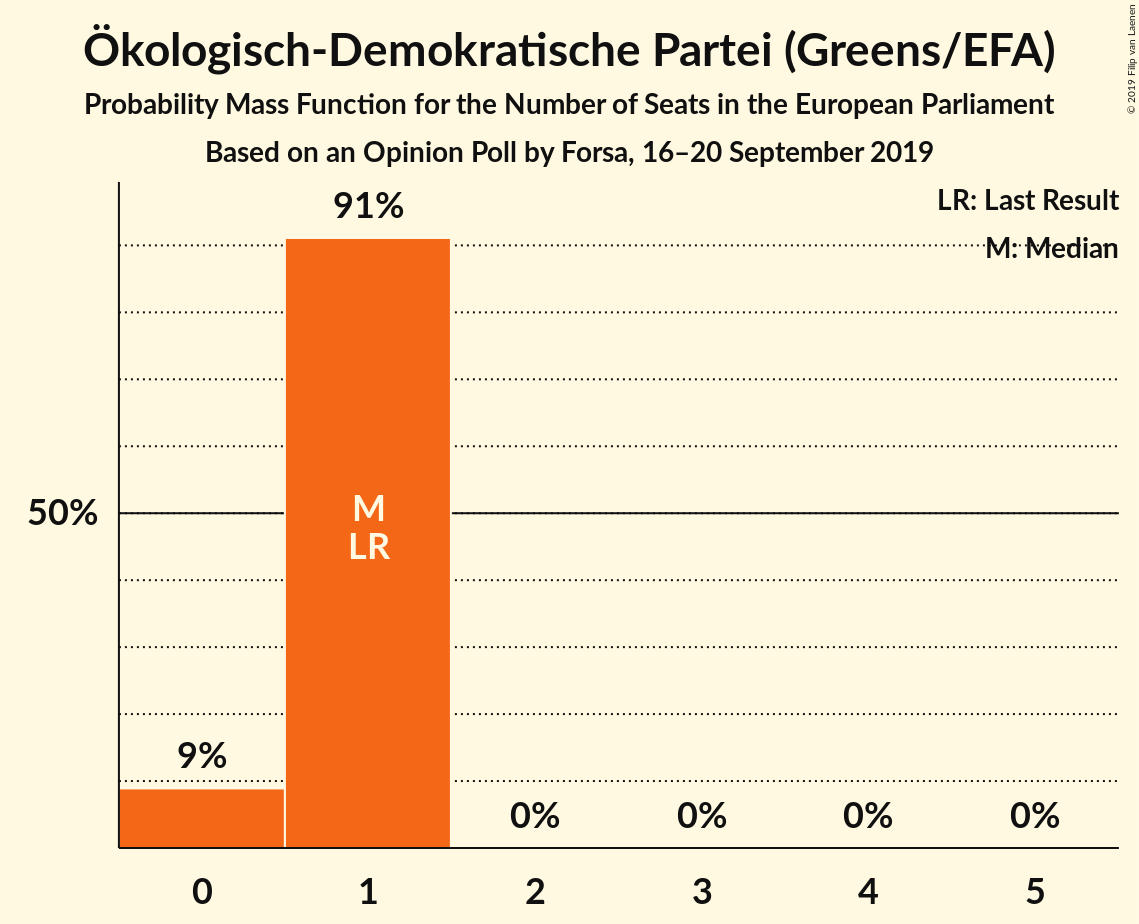 Ökologisch-Demokratische Partei (Greens/EFA)
Probability Mass Function for the Number of Seats in the European Parliament
Based on an Opinion Poll by Forsa, 16–20 September 2019
© 2019 Filip van Laenen
LR: Last Result
M: Median
91%
50%
M
LR
9%
0%
0%
0%
0%
0
1
2
3
4
5